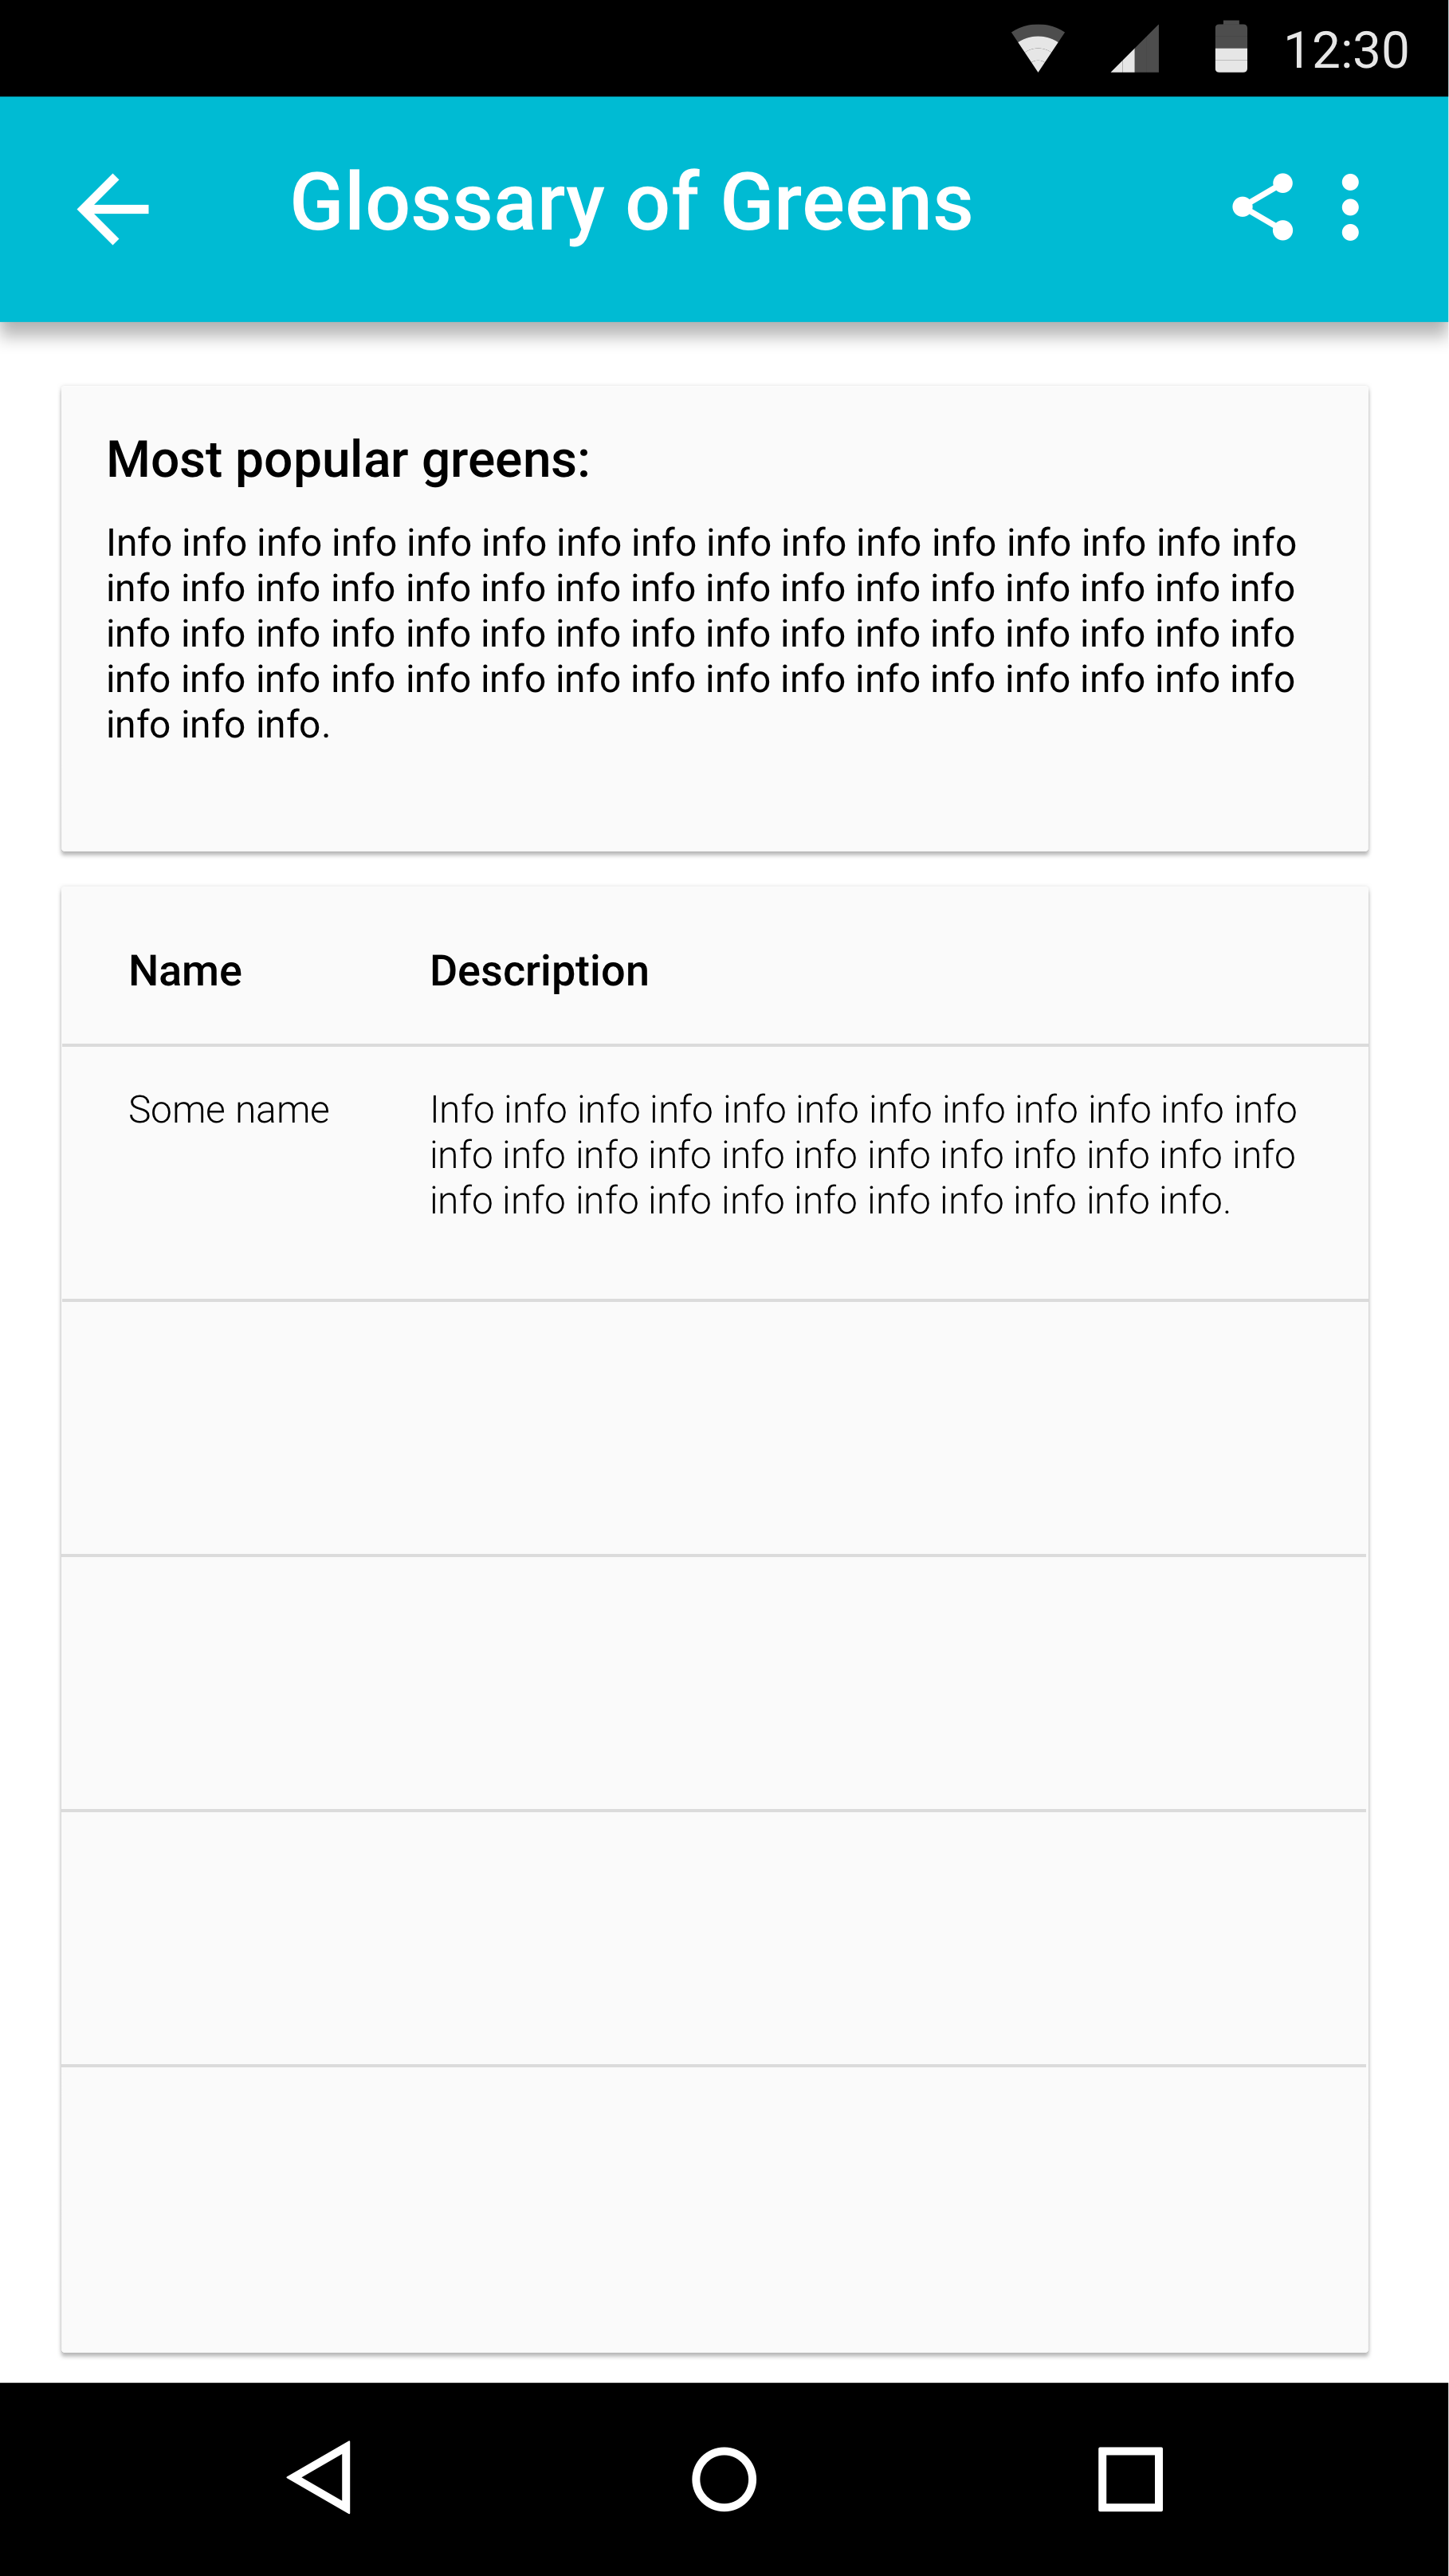 12:30
Glossary of Greens
Most popular greens:
Info info info info info info info info info info info info info info info info
info info info info info info info info info info info info info info info info
info info info info info info info info info info info info info info info info
info info info info info info info info info info info info info info info info
info info info.
Name Description
Some name Info info info info info info info info info info info info
info info info info info info info info info info info info
info info info info info info info info info info info.